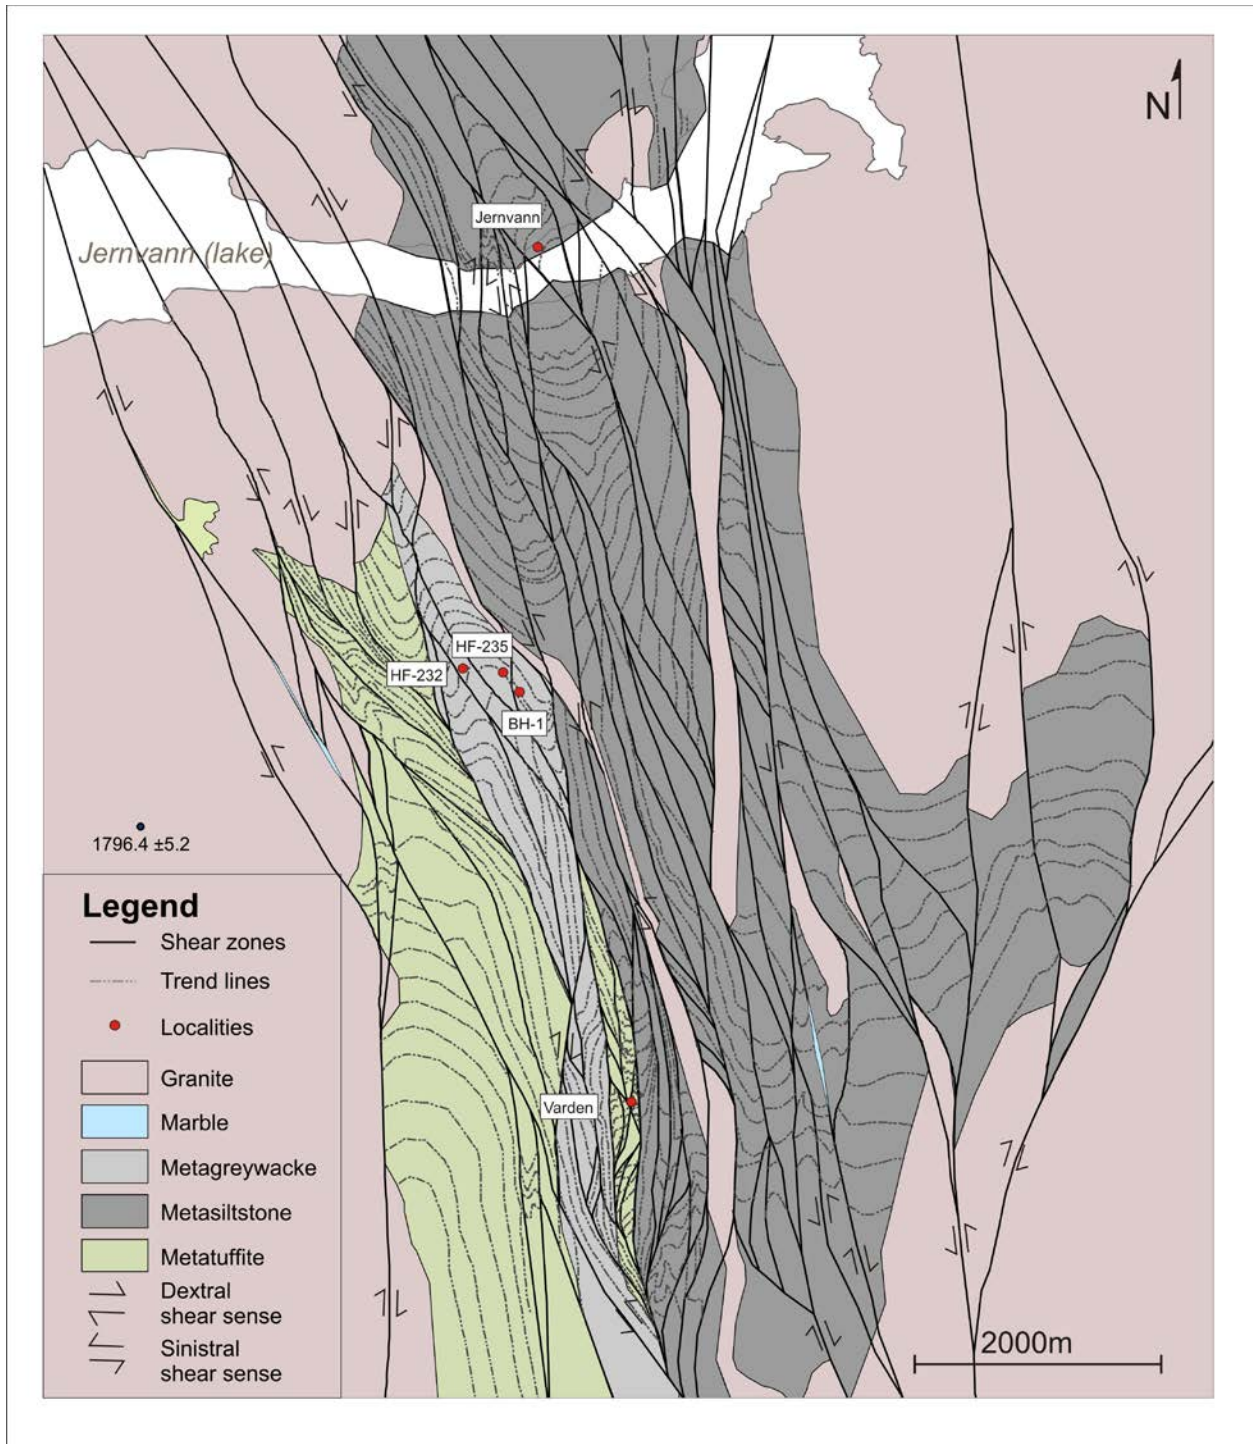 N
Jernvann
Jernvann (lake)
HF-235
HF-232
BH-1
1796.4 ±5.2
Varden
Legend
Shear zones
Trend lines
Localities
Granite
Marble
Metagreywacke
Metasiltstone
Metatuffite
Dextral
shear sense
Sinistral
shear sense
2000m